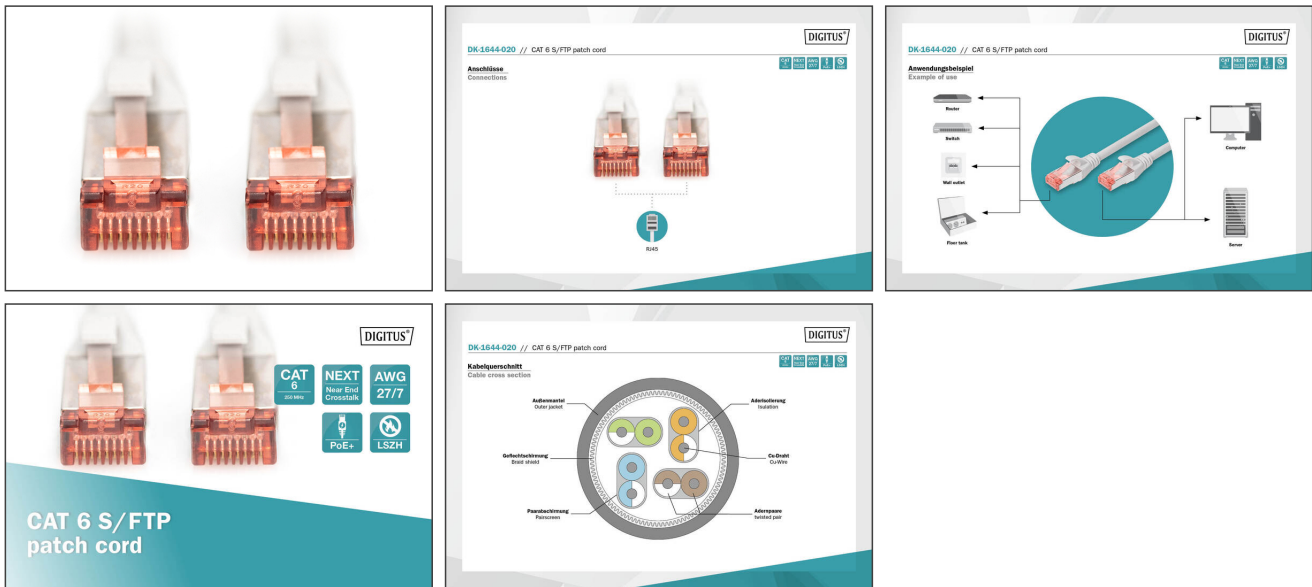 DIGITUS®
DK-1644-020 // CAT 6 S/FTP patch cord
Anschlüsse
Connections
RJ45
DIGITUS®
DK-1644-020 // CAT 6 S/FTP patch cord
Anwendungsbeispiel
Example of use
Router
Switch
Wall outlet
Floor tank
Computer
Server
DIGITUS®
CAT
6
250 MHz
NEXT
Near End
Crosstalk
AWG
27/7
PoE+
LSZH
CAT 6 S/FTP
patch cord
DIGITUS®
DK-1644-020 // CAT 6 S/FTP patch cord
Kabelquerschnitt
Cable cross section
Außenmantel
Outer jacket
Geflechtschirmung
Braid shield
Paarabschirmung
Pairscreen
Aderisolierung
Isulation
Cu-Draht
Cu-Wire
Adernpaare
twisted pair